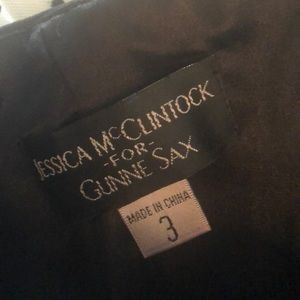 JESSICA MCCLINTOCK
-FOR-
GUNNE SAX
MADE IN CHINA
3